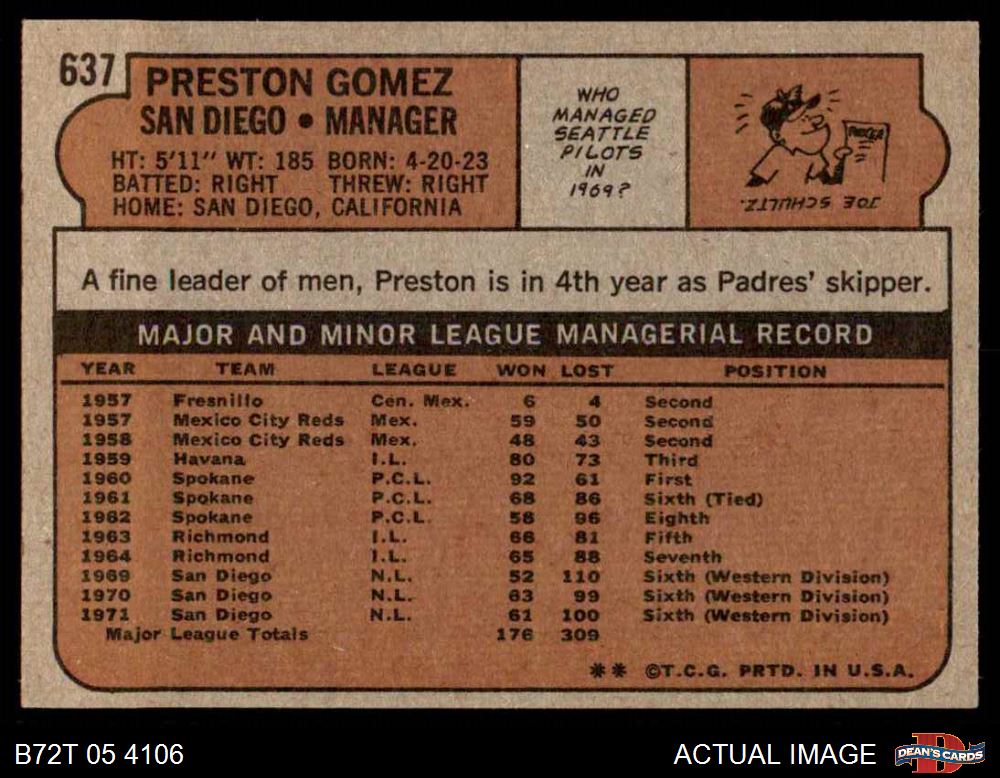 637
PRESTON GOMEZ
SAN DIEGO • MANAGER
HT: 5'11" WT: 185 BORN: 4-20-23
BATTED: RIGHT THREW: RIGHT
HOME: SAN DIEGO, CALIFORNIA
WHO
MANAGED
SEATTLE
PILOTS
IN
1969?
JOE SCHULTZ.
A fine leader of men, Preston is in 4th year as Padres' skipper.
MAJOR AND MINOR LEAGUE MANAGERIAL RECORD
YEAR TEAM LEAGUE WON LOST POSITION
1957 Fresnillo Cen. Mex. 6 4 Second
1957 Mexico City Reds Mex. 59 50 Second
1958 Mexico City Reds Mex. 48 43 Second
1959 Havana I.L. 80 73 Third
1960 Spokane P.C.L. 92 61 First
1961 Spokane P.C.L. 68 86 Sixth (Tied)
1962 Spokane P.C.L. 58 96 Eighth
1963 Richmond I.L. 66 81 Fifth
1964 Richmond I.L. 65 88 Seventh
1969 San Diego N.L. 52 110 Sixth (Western Division)
1970 San Diego N.L. 63 99 Sixth (Western Division)
1971 San Diego N.L. 61 100 Sixth (Western Division)
Major League Totals 176 309
** ©T.C.G. PRTD. IN U.S.A.
B72T 05 4106
ACTUAL IMAGE
DEAN'S CARDS